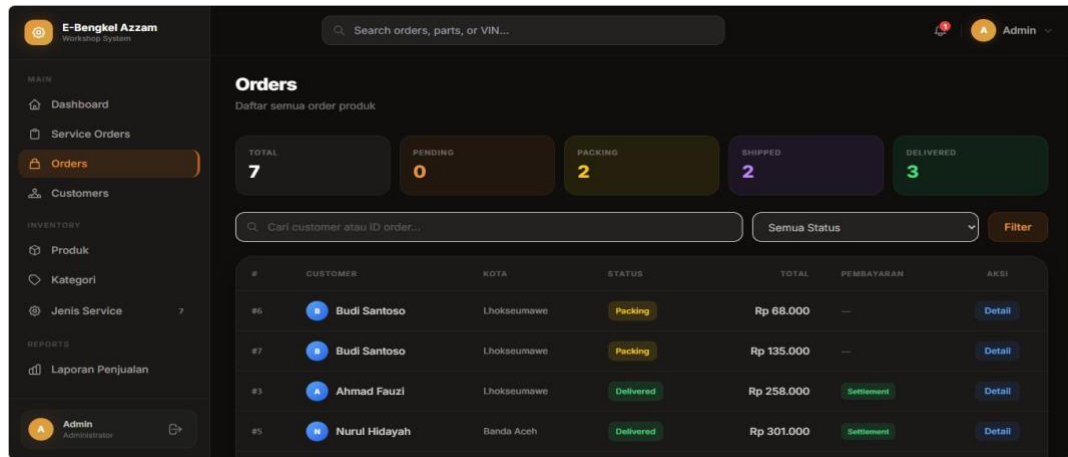 E-Bengkel Azzam
Workshop System
Search orders, parts, or VIN...
1
A Admin
MAIN
Dashboard
Service Orders
Orders
Customers
INVENTORY
Produk
Kategori
Jenis Service 7
REPORTS
Laporan Penjualan
A Admin
Administrator
Orders
Daftar semua order produk
TOTAL PENDING PACKING SHIPPED DELIVERED
7 0 2 2 3
Cari customer atau ID order... Semua Status Filter
# CUSTOMER KOTA STATUS TOTAL PEMBAYARAN AKSI
#6 B Budi Santoso Lhokseumawe Packing Rp 68.000 — Detail
#7 B Budi Santoso Lhokseumawe Packing Rp 135.000 — Detail
#3 A Ahmad Fauzi Lhokseumawe Delivered Rp 258.000 Settlement Detail
#5 N Nurul Hidayah Banda Aceh Delivered Rp 301.000 Settlement Detail